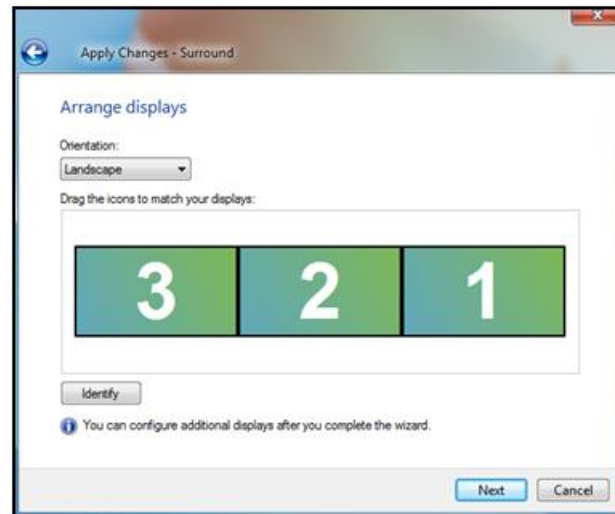 Apply Changes - Surround
Arrange displays
Orientation:
Landscape
Drag the icons to match your displays:
3 2 1
Identify
You can configure additional displays after you complete the wizard.
Next Cancel